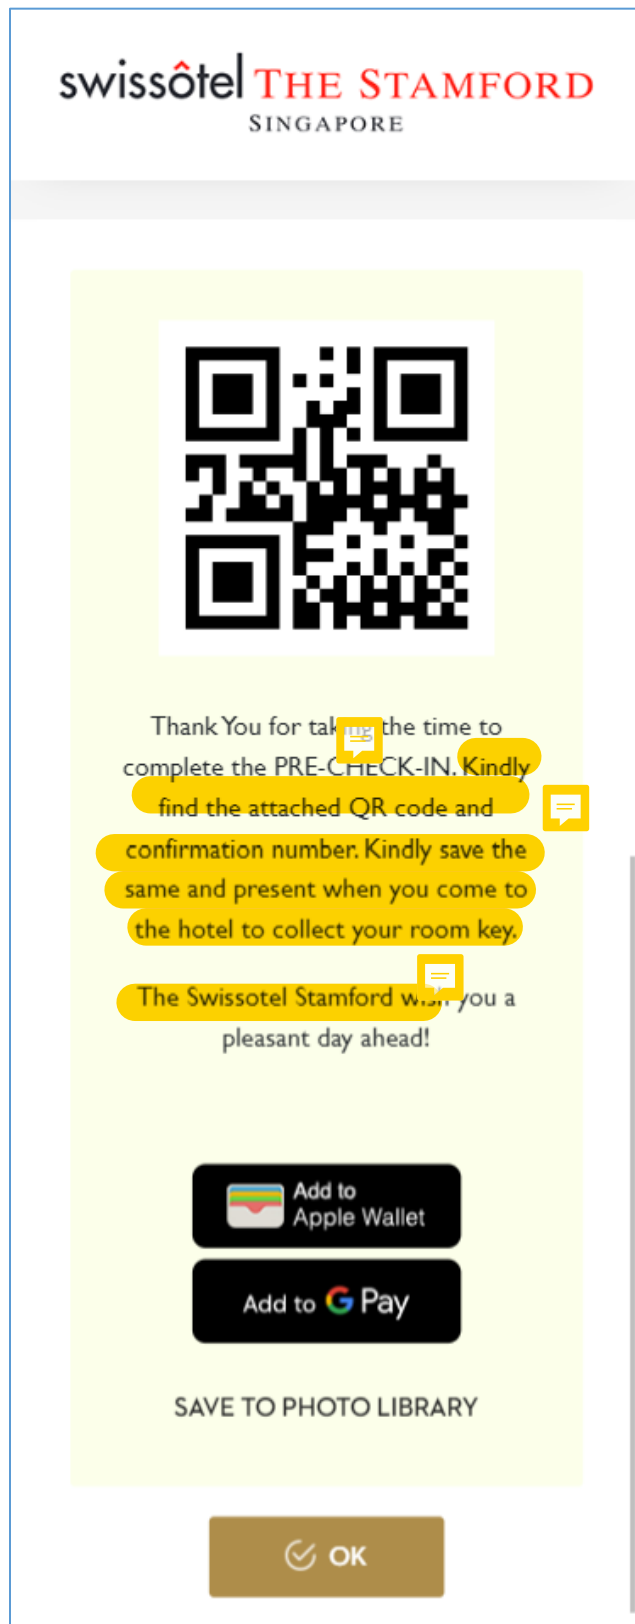 swissôtel THE STAMFORD
SINGAPORE
Thank You for taking the time to
complete the PRE-CHECK-IN. Kindly
find the attached QR code and
confirmation number. Kindly save the
same and present when you come to
the hotel to collect your room key.
The Swissotel Stamford wish you a
pleasant day ahead!
Add to
Apple Wallet
Add to G Pay
SAVE TO PHOTO LIBRARY
OK